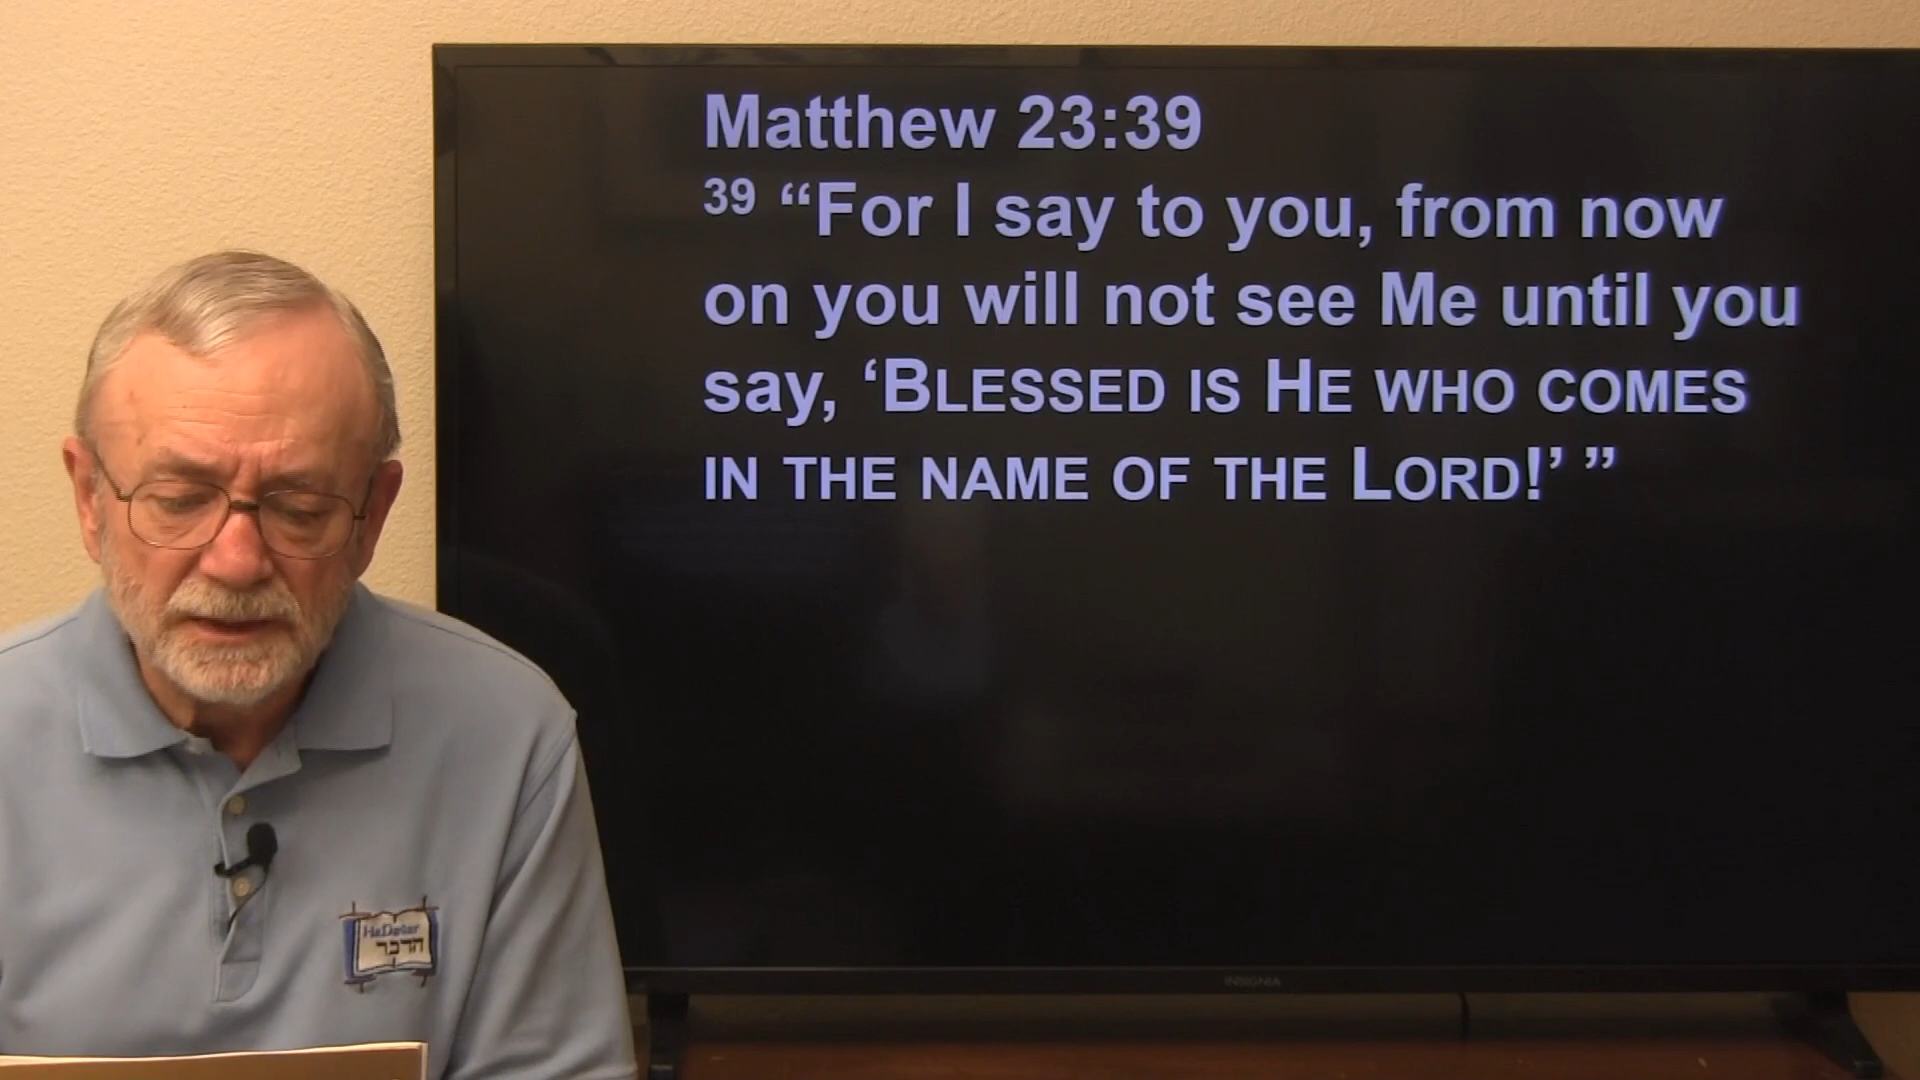 Matthew 23:39
39 “For I say to you, from now
on you will not see Me until you
say, ‘BLESSED IS HE WHO COMES
IN THE NAME OF THE LORD!’ ”
HaDavar
הדבר
INSIGNIA